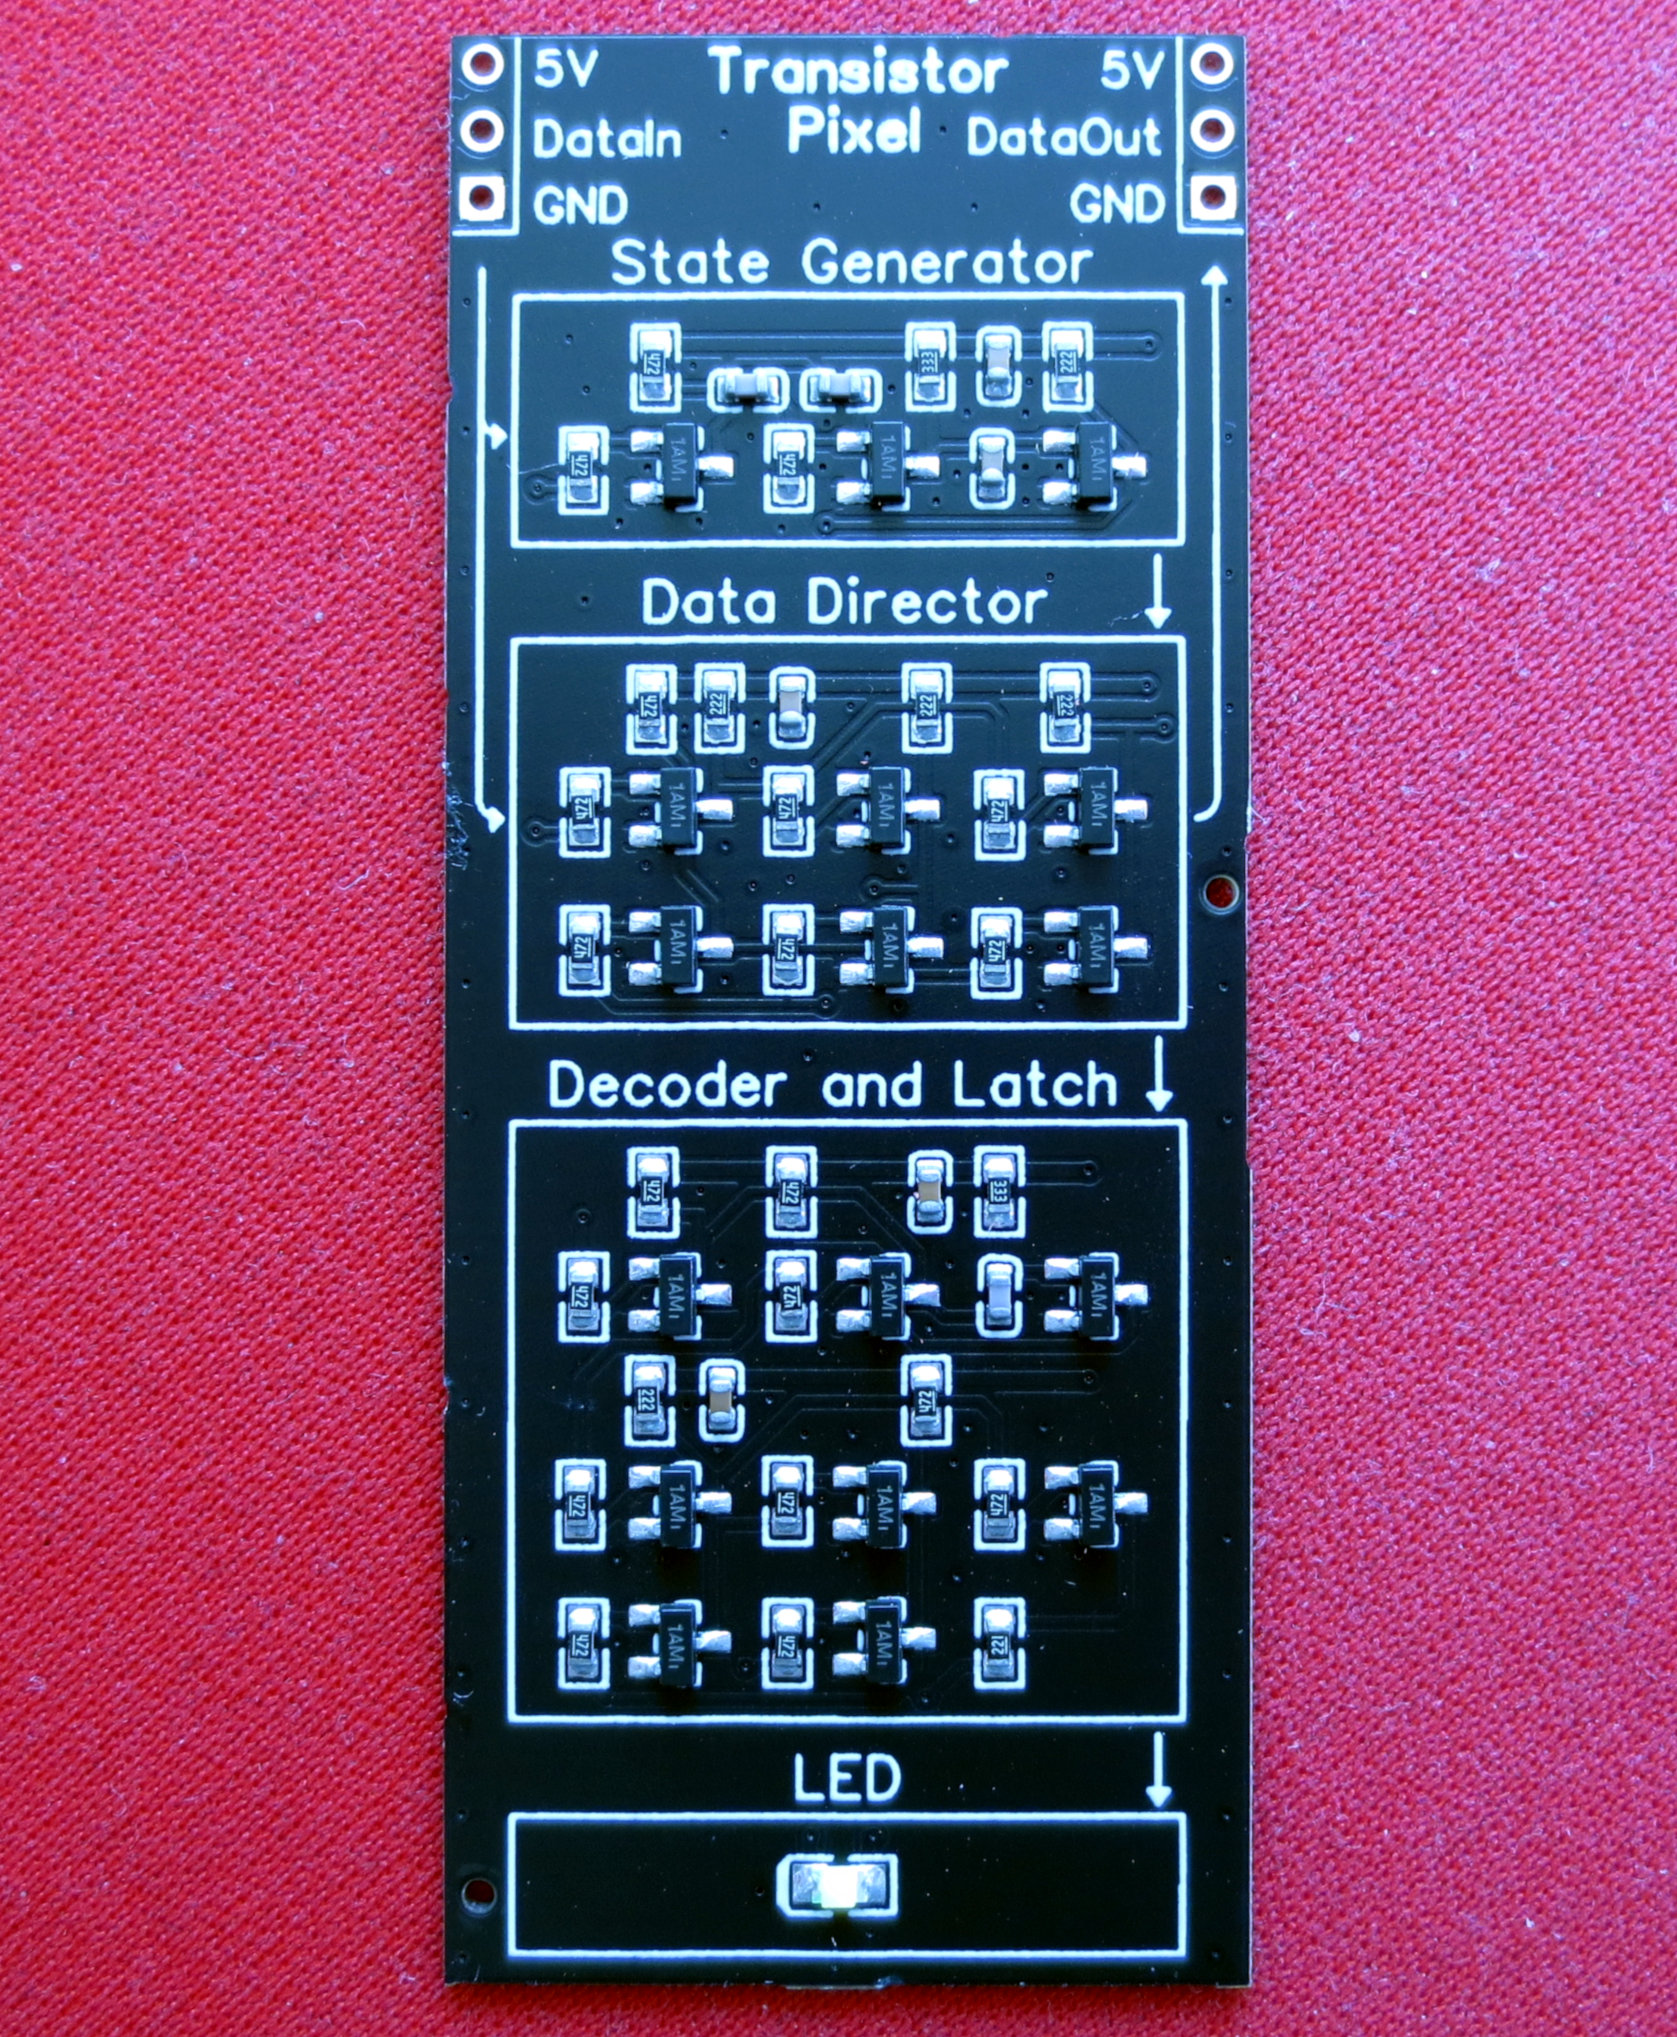 5V Transistor 5V
DataIn Pixel DataOut
GND GND
State Generator
472 333 222
472 1AM 472 1AM 1AM
Data Director
472 222 222 222
472 1AM 472 1AM 472 1AM
472 1AM 472 1AM 472 1AM
Decoder and Latch
472 472 333
472 1AM 472 1AM 1AM
222 472
472 1AM 472 1AM 472 1AM
472 1AM 472 1AM 221
LED